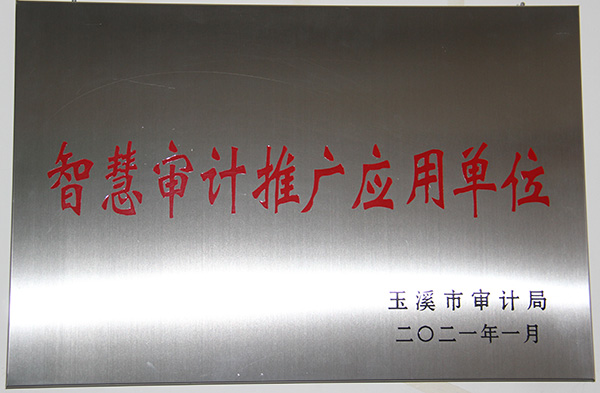 智慧审计推广应用单位
玉溪市审计局
二〇二一年一月